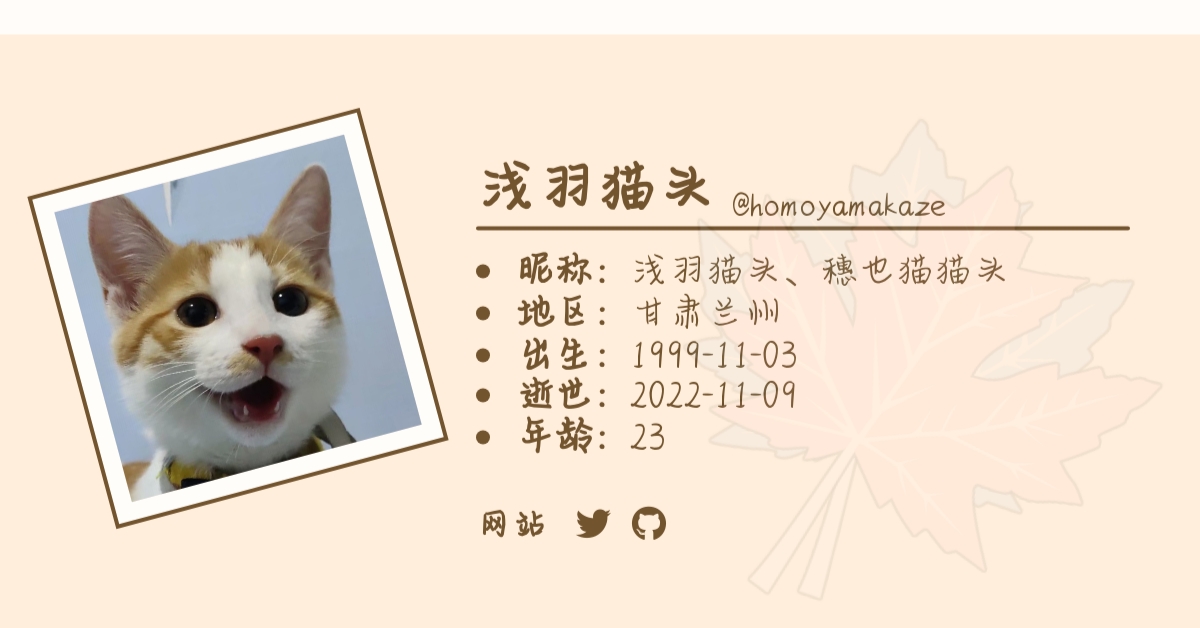 浅羽猫头 @homoyamakaze
昵称：浅羽猫头、穗也猫猫头
地区：甘肃兰州
出生：1999-11-03
逝世：2022-11-09
年龄：23
网站